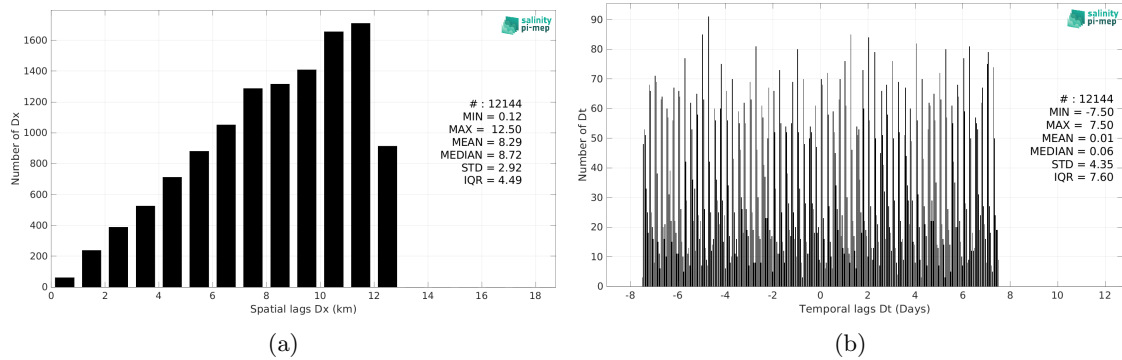 salinity
pi-mep
Number of Dx
1600
1400
1200
1000
800
600
400
200
0
# : 12144
MIN = 0.12
MAX = 12.50
MEAN = 8.29
MEDIAN = 8.72
STD = 2.92
IQR = 4.49
0 2 4 6 8 10 12 14 16 18
Spatial lags Dx (km)
(a)
salinity
pi-mep
Number of Dt
90
80
70
60
50
40
30
20
10
0
# : 12144
MIN = -7.50
MAX = 7.50
MEAN = 0.01
MEDIAN = 0.06
STD = 4.35
IQR = 7.60
-8 -6 -4 -2 0 2 4 6 8 10 12
Temporal lags Dt (Days)
(b)